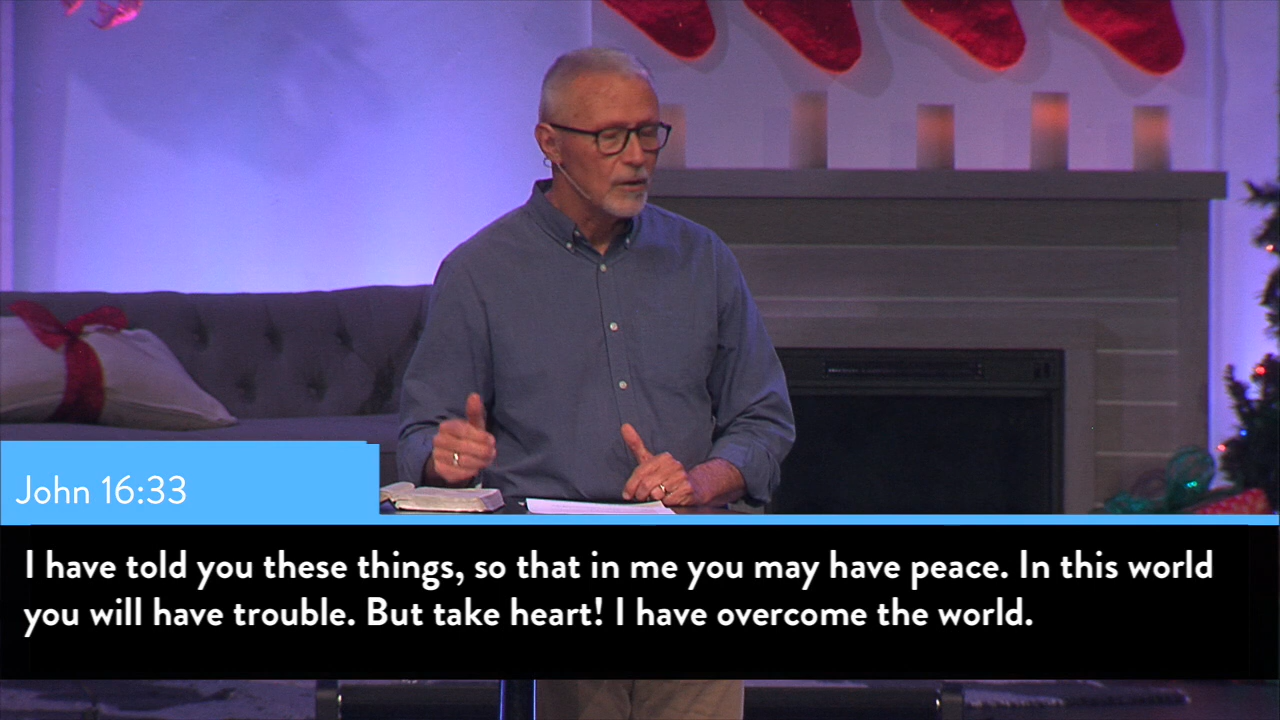 John 16:33
I have told you these things, so that in me you may have peace. In this world
you will have trouble. But take heart! I have overcome the world.